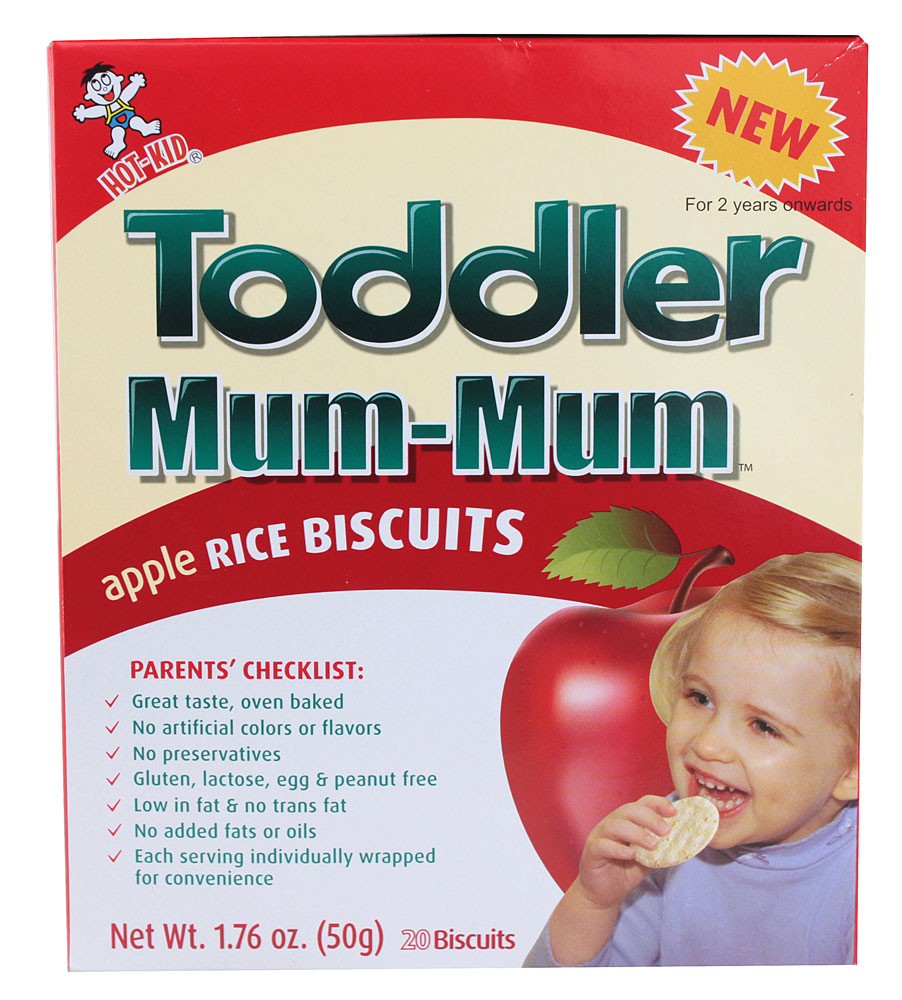 HOT-KID®
NEW
For 2 years onwards
Toddler
Mum-Mum™
apple RICE BISCUITS
PARENTS' CHECKLIST:
✓ Great taste, oven baked
✓ No artificial colors or flavors
✓ No preservatives
✓ Gluten, lactose, egg & peanut free
✓ Low in fat & no trans fat
✓ No added fats or oils
✓ Each serving individually wrapped
for convenience
Net Wt. 1.76 oz. (50g) 20 Biscuits